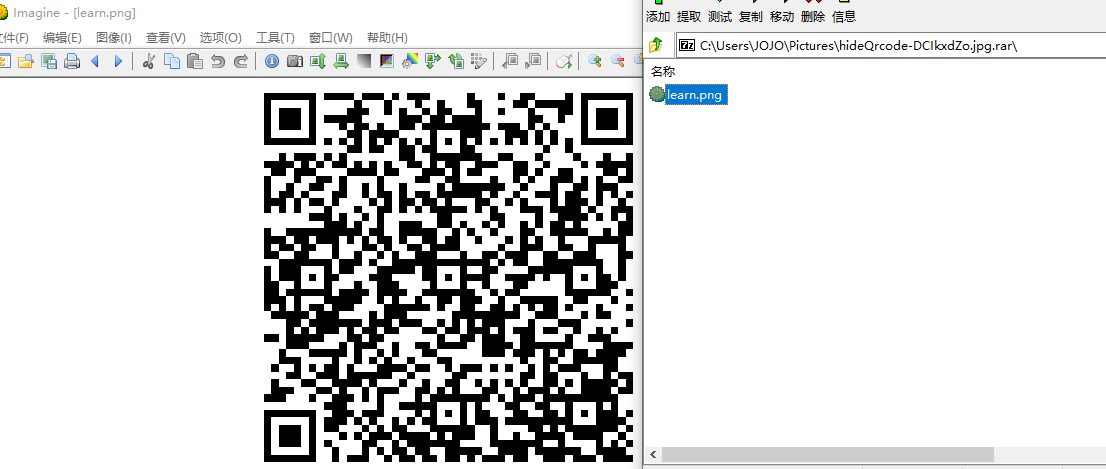 Imagine - [learn.png]
文件(F) 编辑(E) 图像(I) 查看(V) 选项(O) 工具(T) 窗口(W) 帮助(H)
添加 提取 测试 复制 移动 删除 信息
C:\Users\JOJO\Pictures\hideQrcode-DCIkxdZo.jpg.rar\
名称
learn.png